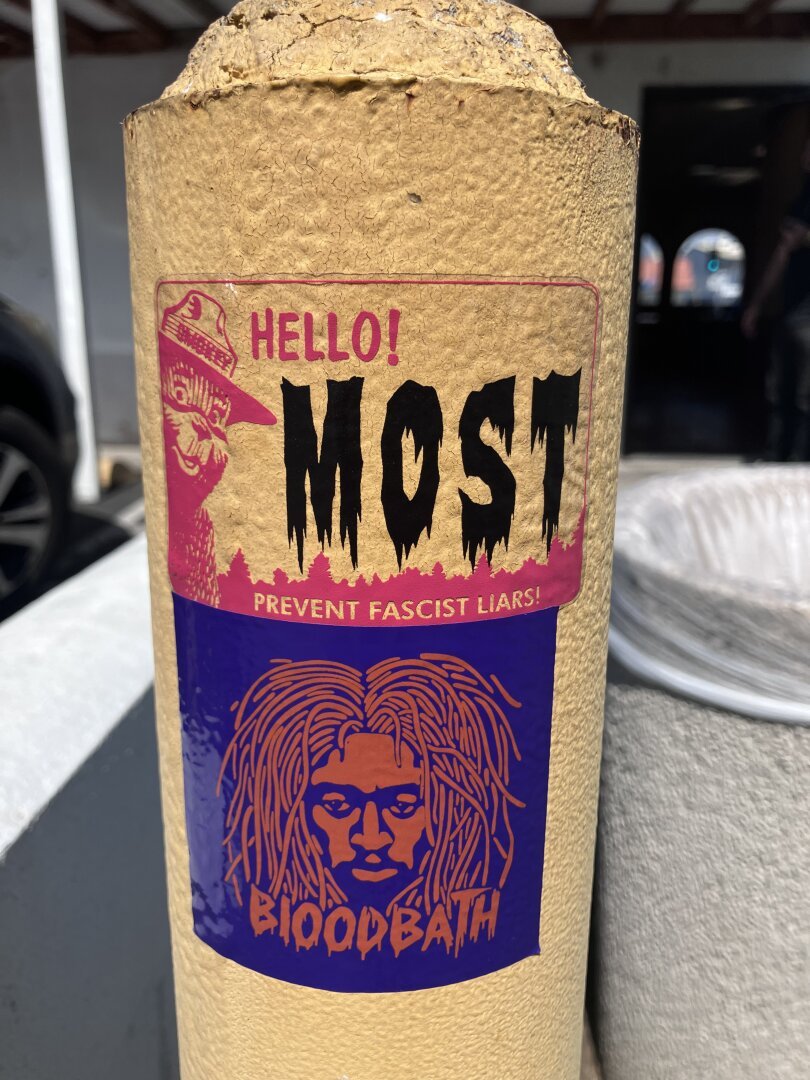 HELLO!
MOST
PREVENT FASCIST LIARS!
BLOODBATH